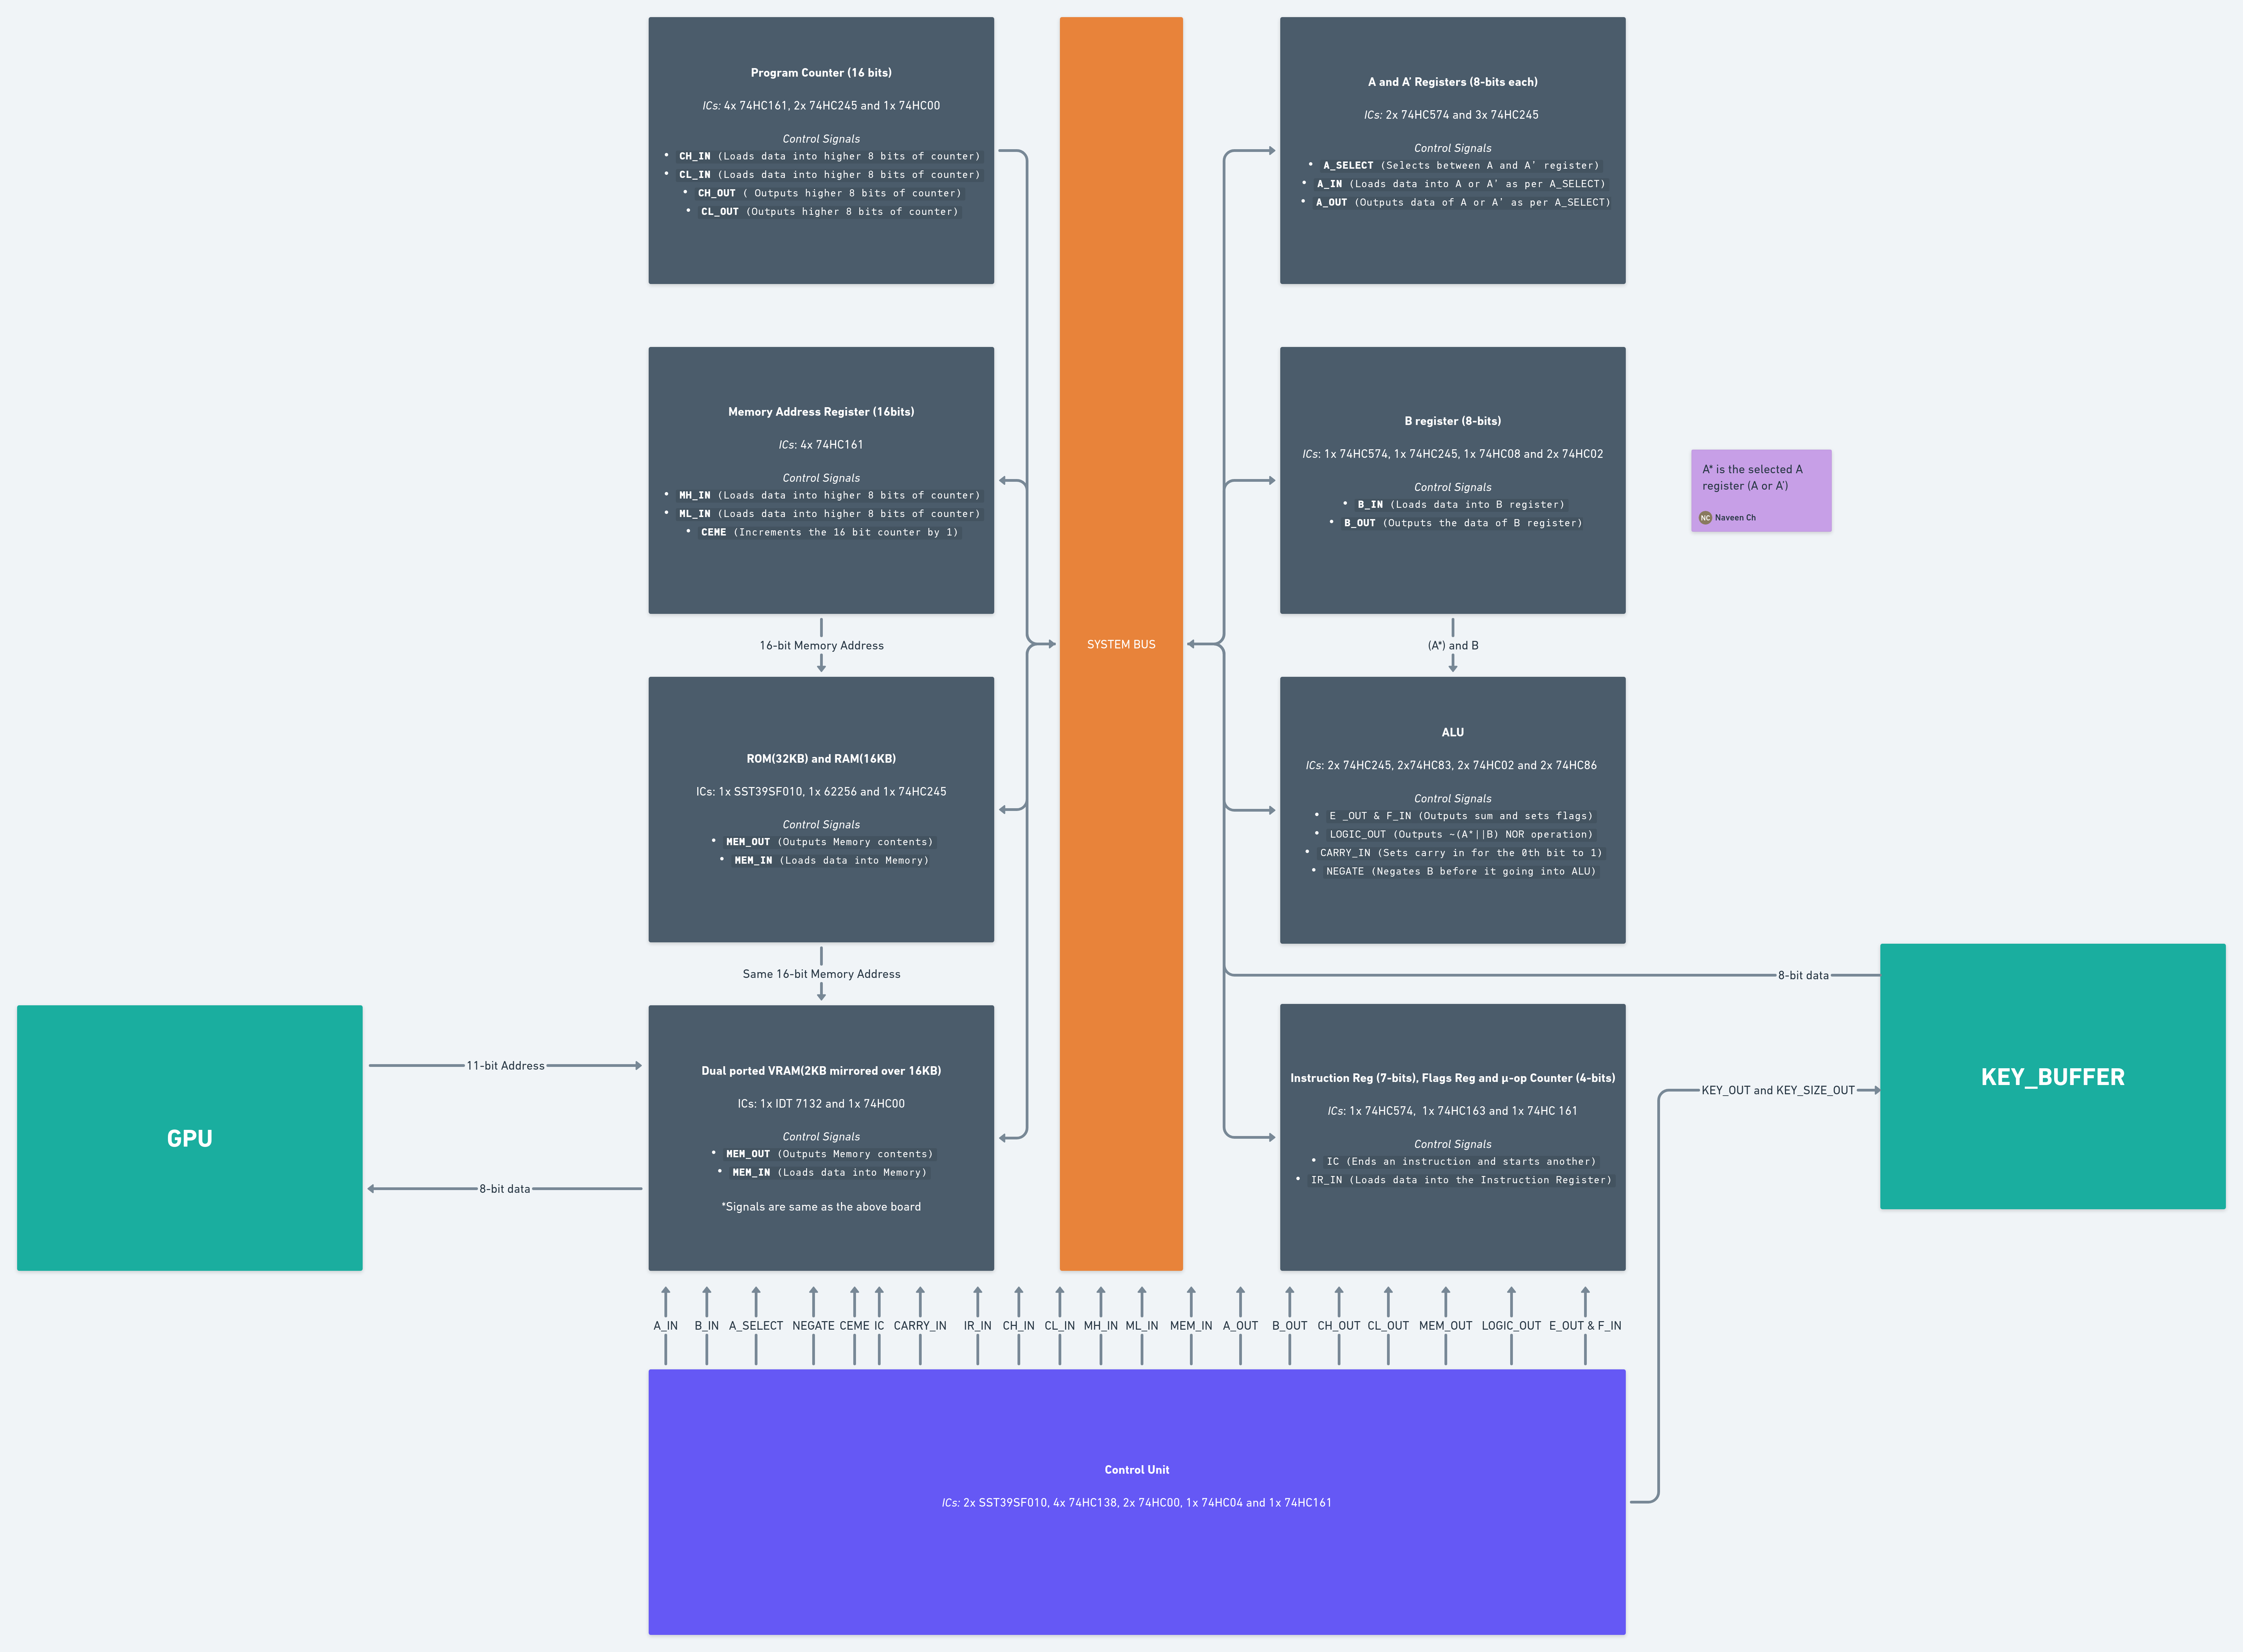 Program Counter (16 bits)
ICs: 4x 74HC161, 2x 74HC245 and 1x 74HC00
Control Signals
• CH_IN (Loads data into higher 8 bits of counter)
• CL_IN (Loads data into higher 8 bits of counter)
• CH_OUT ( Outputs higher 8 bits of counter)
• CL_OUT (Outputs higher 8 bits of counter)
Memory Address Register (16bits)
ICs: 4x 74HC161
Control Signals
• MH_IN (Loads data into higher 8 bits of counter)
• ML_IN (Loads data into higher 8 bits of counter)
• CEME (Increments the 16 bit counter by 1)
16-bit Memory Address
ROM(32KB) and RAM(16KB)
ICs: 1x SST39SF010, 1x 62256 and 1x 74HC245
Control Signals
• MEM_OUT (Outputs Memory contents)
• MEM_IN (Loads data into Memory)
Same 16-bit Memory Address
Dual ported VRAM(2KB mirrored over 16KB)
ICs: 1x IDT 7132 and 1x 74HC00
Control Signals
• MEM_OUT (Outputs Memory contents)
• MEM_IN (Loads data into Memory)
*Signals are same as the above board
GPU
11-bit Address
8-bit data
SYSTEM BUS
A and A' Registers (8-bits each)
ICs: 2x 74HC574 and 3x 74HC245
Control Signals
• A_SELECT (Selects between A and A' register)
• A_IN (Loads data into A or A' as per A_SELECT)
• A_OUT (Outputs data of A or A' as per A_SELECT)
B register (8-bits)
ICs: 1x 74HC574, 1x 74HC245, 1x 74HC08 and 2x 74HC02
Control Signals
• B_IN (Loads data into B register)
• B_OUT (Outputs the data of B register)
A* is the selected A
register (A or A')
NC Naveen Ch
(A*) and B
ALU
ICs: 2x 74HC245, 2x74HC83, 2x 74HC02 and 2x 74HC86
Control Signals
• E _OUT & F_IN (Outputs sum and sets flags)
• LOGIC_OUT (Outputs ~(A*||B) NOR operation)
• CARRY_IN (Sets carry in for the 0th bit to 1)
• NEGATE (Negates B before it going into ALU)
8-bit data
KEY_BUFFER
KEY_OUT and KEY_SIZE_OUT
Instruction Reg (7-bits), Flags Reg and μ-op Counter (4-bits)
ICs: 1x 74HC574, 1x 74HC163 and 1x 74HC 161
Control Signals
• IC (Ends an instruction and starts another)
• IR_IN (Loads data into the Instruction Register)
A_IN B_IN A_SELECT NEGATE CEME IC CARRY_IN IR_IN CH_IN CL_IN MH_IN ML_IN MEM_IN A_OUT B_OUT CH_OUT CL_OUT MEM_OUT LOGIC_OUT E_OUT & F_IN
Control Unit
ICs: 2x SST39SF010, 4x 74HC138, 2x 74HC00, 1x 74HC04 and 1x 74HC161